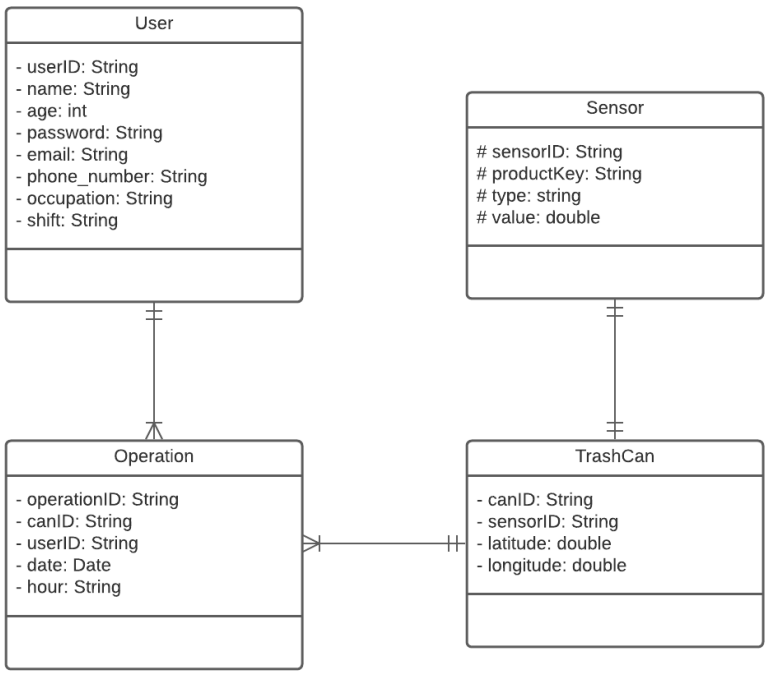 User
- userID: String
- name: String
- age: int
- password: String
- email: String
- phone_number: String
- occupation: String
- shift: String
Sensor
# sensorID: String
# productKey: String
# type: string
# value: double
Operation
- operationID: String
- canID: String
- userID: String
- date: Date
- hour: String
TrashCan
- canID: String
- sensorID: String
- latitude: double
- longitude: double